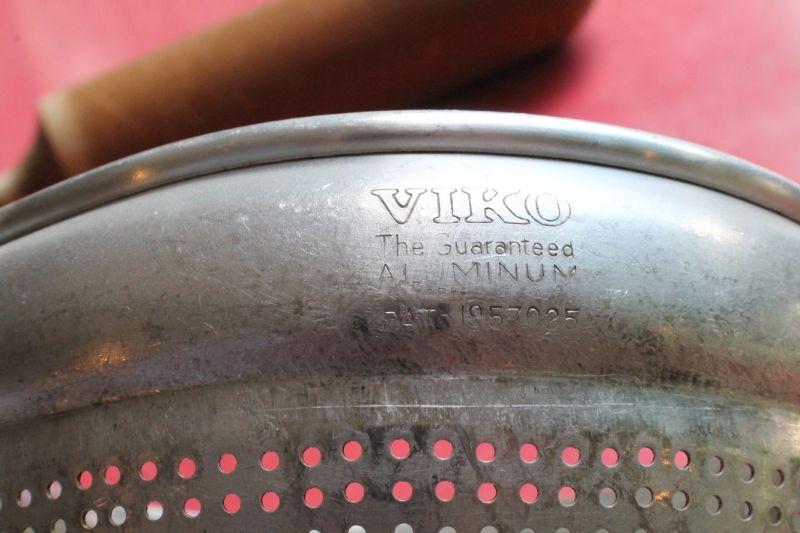 VIKO
The Guaranteed
ALUMINUM
PAT. 1957025